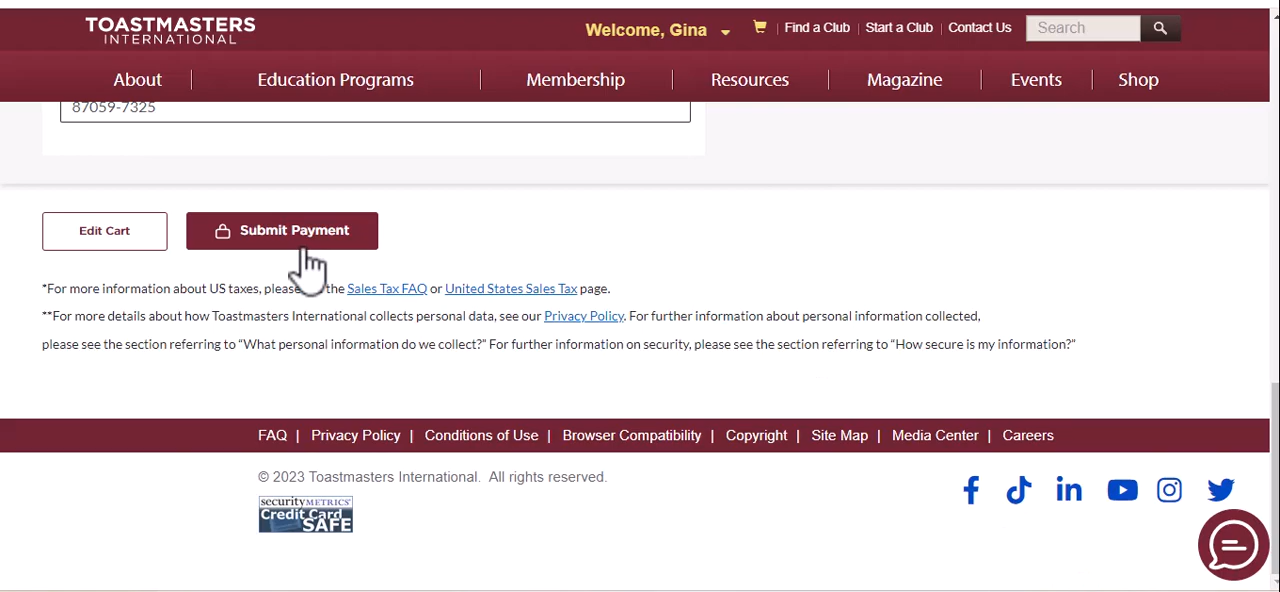 TOASTMASTERS
INTERNATIONAL
Welcome, Gina
Find a Club | Start a Club | Contact Us
Search
About
Education Programs
Membership
Resources
Magazine
Events
Shop
87059-7325
Edit Cart
Submit Payment
*For more information about US taxes, please the Sales Tax FAQ or United States Sales Tax page.
**For more details about how Toastmasters International collects personal data, see our Privacy Policy. For further information about personal information collected,
please see the section referring to “What personal information do we collect?” For further information on security, please see the section referring to “How secure is my information?”
FAQ | Privacy Policy | Conditions of Use | Browser Compatibility | Copyright | Site Map | Media Center | Careers
© 2023 Toastmasters International. All rights reserved.
securityMETRICS
Credit Card
SAFE